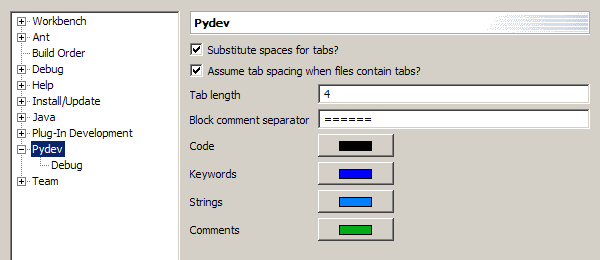 Workbench
Ant
Build Order
Debug
Help
Install/Update
Java
Plug-In Development
Pydev
Debug
Team
Pydev
Substitute spaces for tabs?
Assume tab spacing when files contain tabs?
Tab length 4
Block comment separator ======
Code
Keywords
Strings
Comments